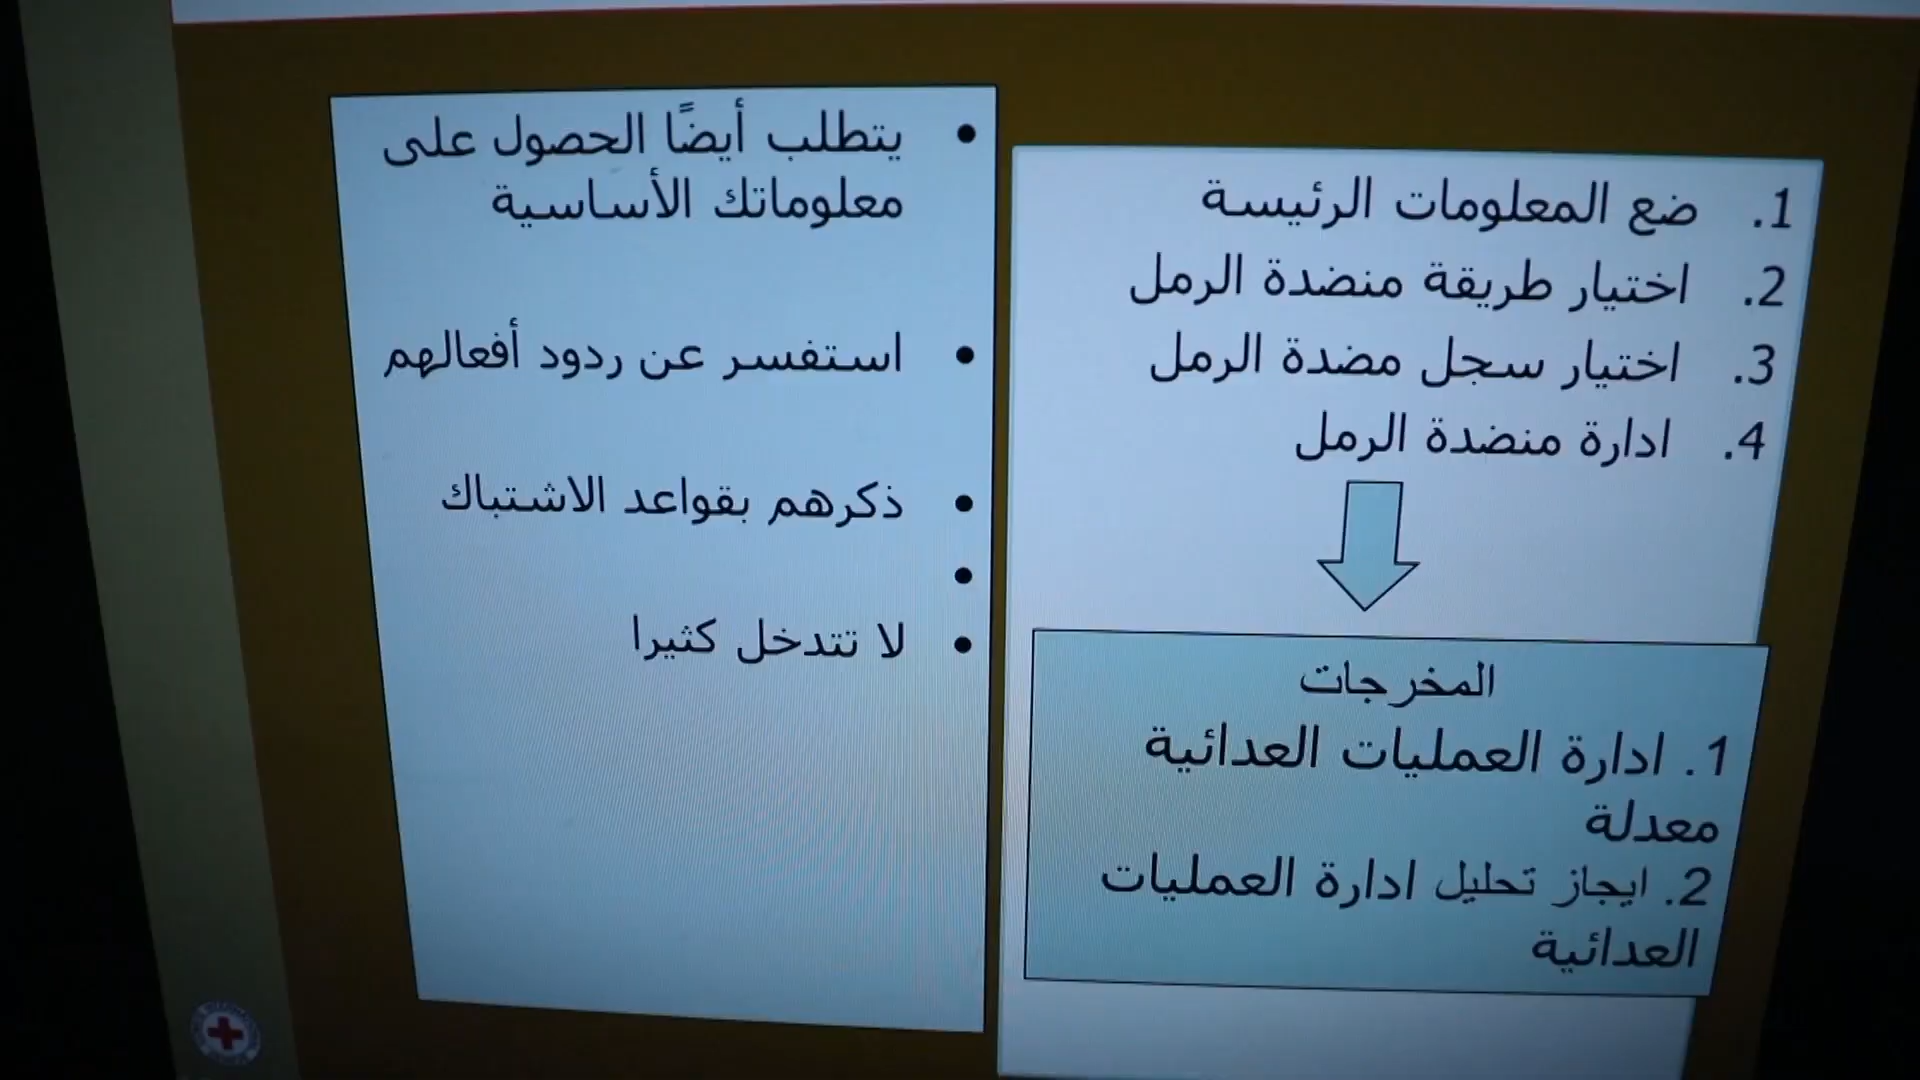 1. ضع المعلومات الرئيسة
2. اختيار طريقة منضدة الرمل
3. اختيار سجل مضدة الرمل
4. ادارة منضدة الرمل
المخرجات
1. ادارة العمليات العدائية
معدلة
2. ايجاز تحليل ادارة العمليات
العدائية
• يتطلب أيضًا الحصول على
معلوماتك الأساسية
• استفسر عن ردود أفعالهم
• ذكرهم بقواعد الاشتباك
•
• لا تتدخل كثيرا